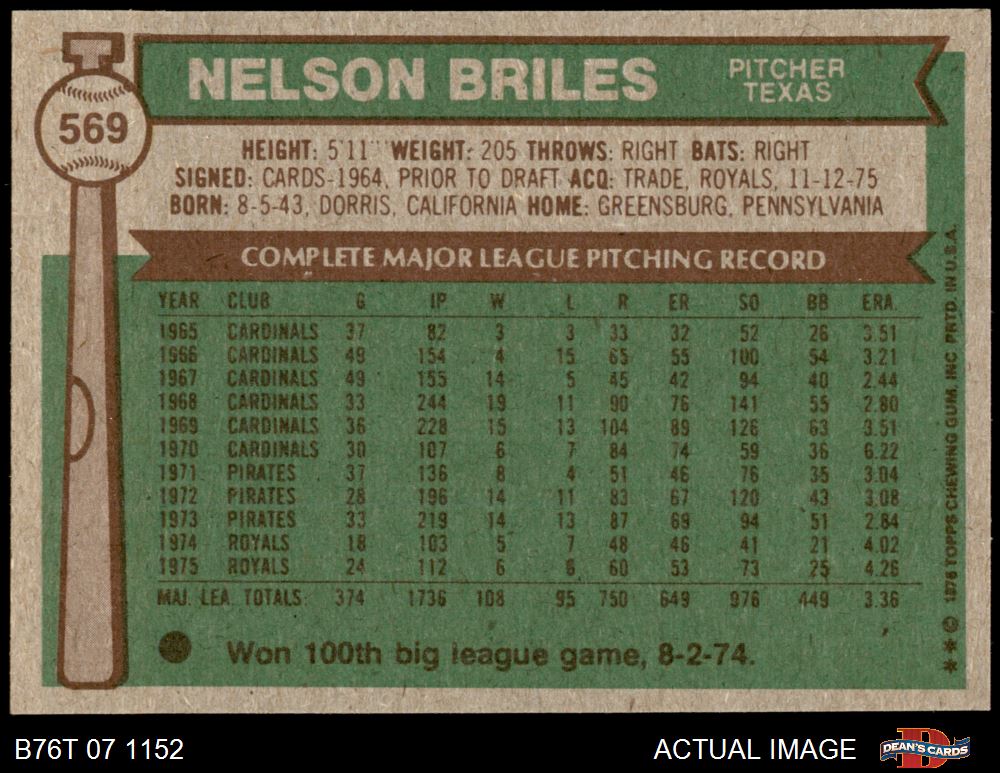 569
NELSON BRILES
PITCHER
TEXAS
HEIGHT: 5'11" WEIGHT: 205 THROWS: RIGHT BATS: RIGHT
SIGNED: CARDS-1964, PRIOR TO DRAFT ACQ: TRADE, ROYALS, 11-12-75
BORN: 8-5-43, DORRIS, CALIFORNIA HOME: GREENSBURG, PENNSYLVANIA
COMPLETE MAJOR LEAGUE PITCHING RECORD
YEAR CLUB G IP W L R ER SO BB ERA
1965 CARDINALS 37 82 3 3 33 32 52 26 3.51
1966 CARDINALS 49 154 4 15 65 55 100 54 3.21
1967 CARDINALS 49 155 14 5 45 42 94 40 2.44
1968 CARDINALS 33 244 19 11 90 76 141 55 2.80
1969 CARDINALS 36 228 15 13 104 89 126 63 3.51
1970 CARDINALS 30 107 6 7 84 74 59 36 6.22
1971 PIRATES 37 136 8 4 51 46 76 35 3.04
1972 PIRATES 28 196 14 11 83 67 120 43 3.08
1973 PIRATES 33 219 14 13 87 69 94 51 2.84
1974 ROYALS 18 103 5 7 48 46 41 21 4.02
1975 ROYALS 24 112 6 6 60 53 73 25 4.26
MAJ. LEA. TOTALS: 374 1736 108 95 750 649 976 449 3.36
Won 100th big league game, 8-2-74.
**© 1976 TOPPS CHEWING GUM, INC. PRTD. IN U.S.A.
B76T 07 1152
ACTUAL IMAGE
DEAN'S CARDS